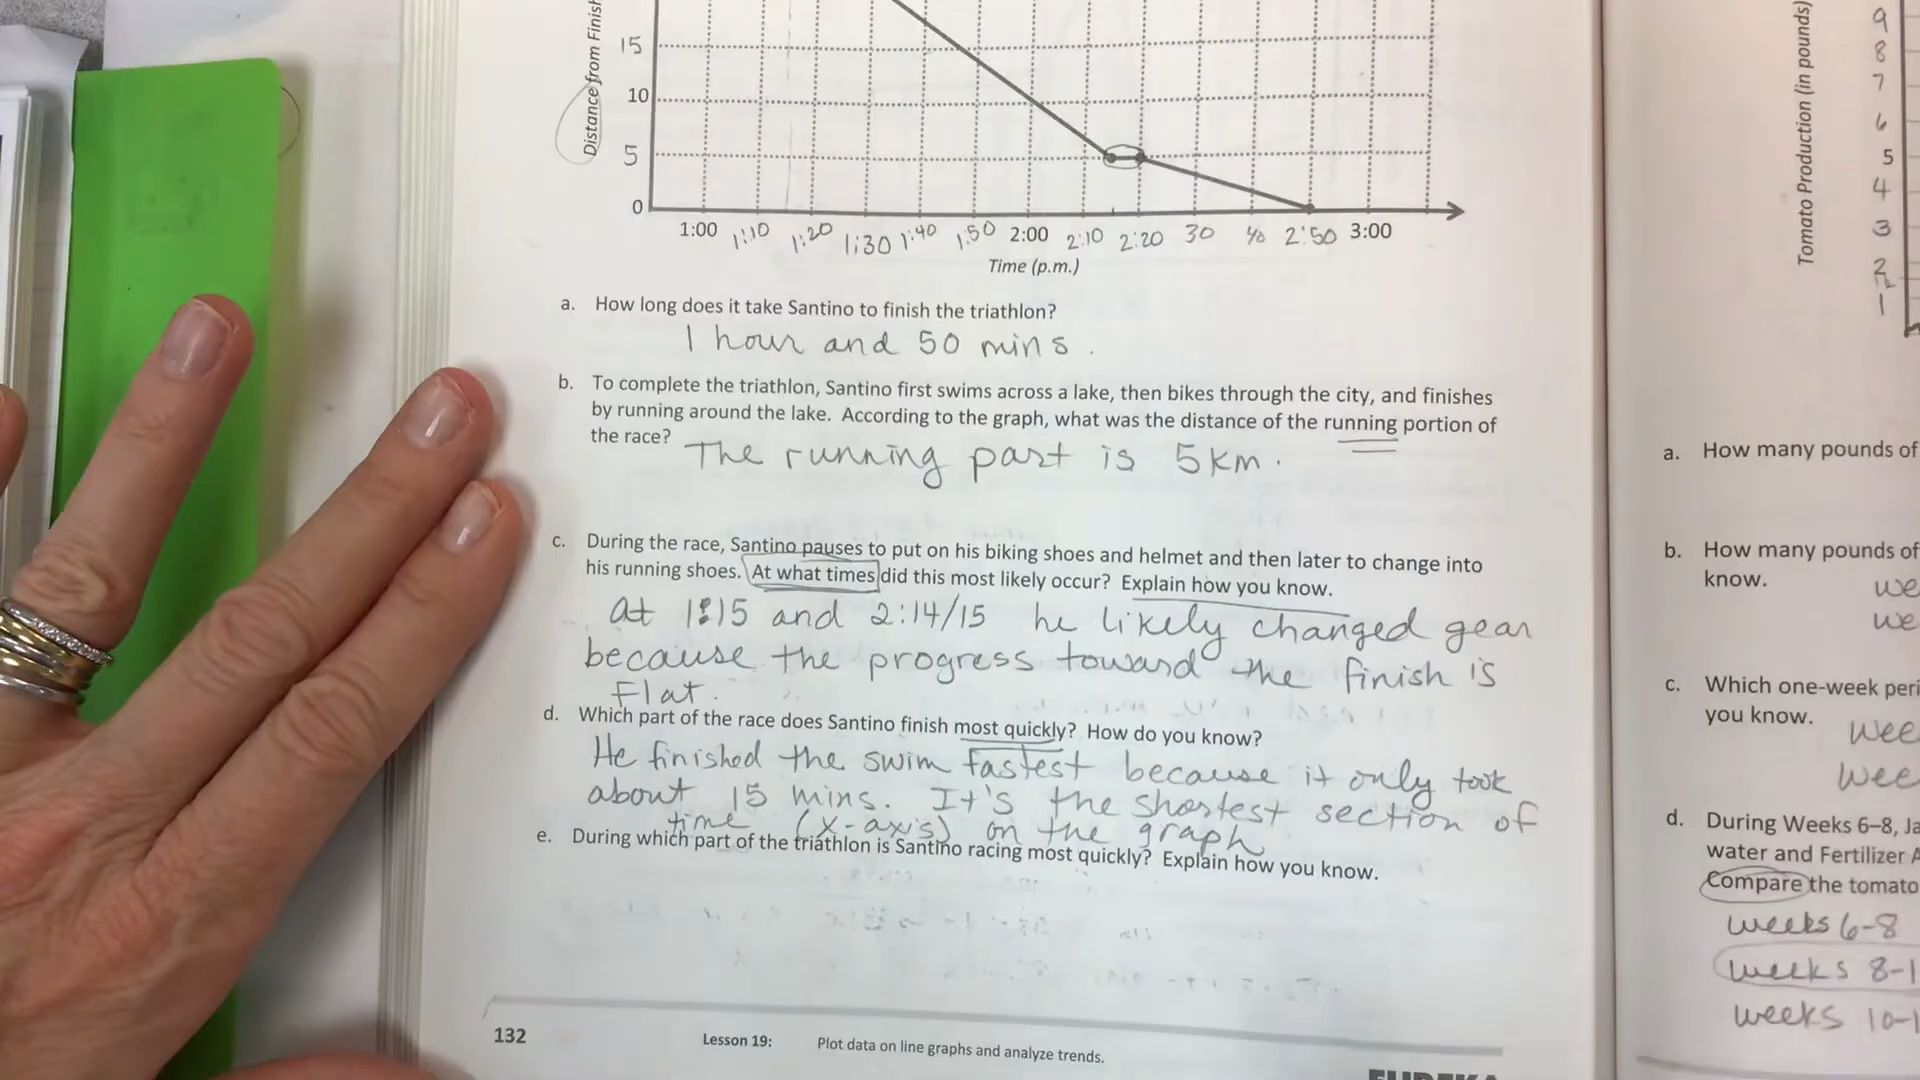 Distance from Finish
15
10
5
0
1:00 1:10 1:20 1:30 1:40 1:50 2:00 2:10 2:20 30 40 2:50 3:00
Time (p.m.)
a. How long does it take Santino to finish the triathlon?
1 hour and 50 mins.
b. To complete the triathlon, Santino first swims across a lake, then bikes through the city, and finishes
by running around the lake. According to the graph, what was the distance of the running portion of
the race?
The running part is 5km.
c. During the race, Santino pauses to put on his biking shoes and helmet and then later to change into
his running shoes. At what times did this most likely occur? Explain how you know.
At 1:15 and 2:14/15 he likely changed gear
because the progress toward the finish is
flat.
d. Which part of the race does Santino finish most quickly? How do you know?
He finished the swim fastest because it only took
about 15 mins. It's the shortest section of
time (x-axis) on the graph
e. During which part of the triathlon is Santino racing most quickly? Explain how you know.
132 Lesson 19: Plot data on line graphs and analyze trends.
EUREKA
Tomato Production (in pounds)
9
8
7
6
5
4
3
2
1
a. How many pounds of
b. How many pounds of
know.
we
we
c. Which one-week peri
you know.
wee
wee
d. During Weeks 6–8, Ja
water and Fertilizer A
Compare the tomato
weeks 6-8
weeks 8-1
weeks 10-1